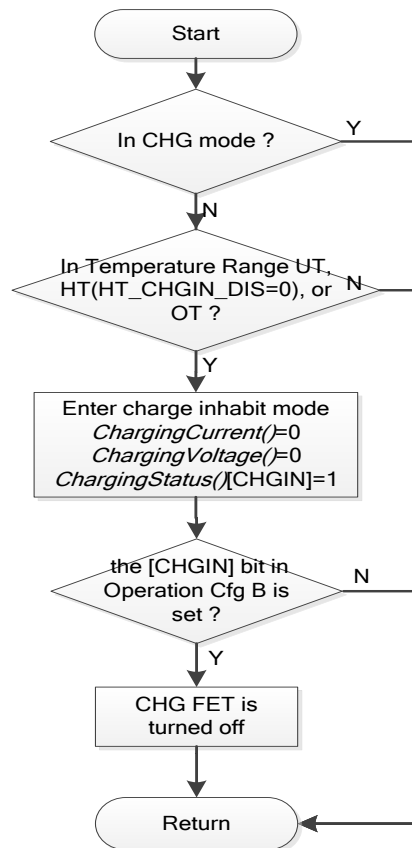 Start
In CHG mode ?
Y
N
In Temperature Range UT,
HT(HT_CHGIN_DIS=0), or
OT ?
N
Y
Enter charge inhabit mode
ChargingCurrent()=0
ChargingVoltage()=0
ChargingStatus()[CHGIN]=1
the [CHGIN] bit in
Operation Cfg B is
set ?
N
Y
CHG FET is
turned off
Return